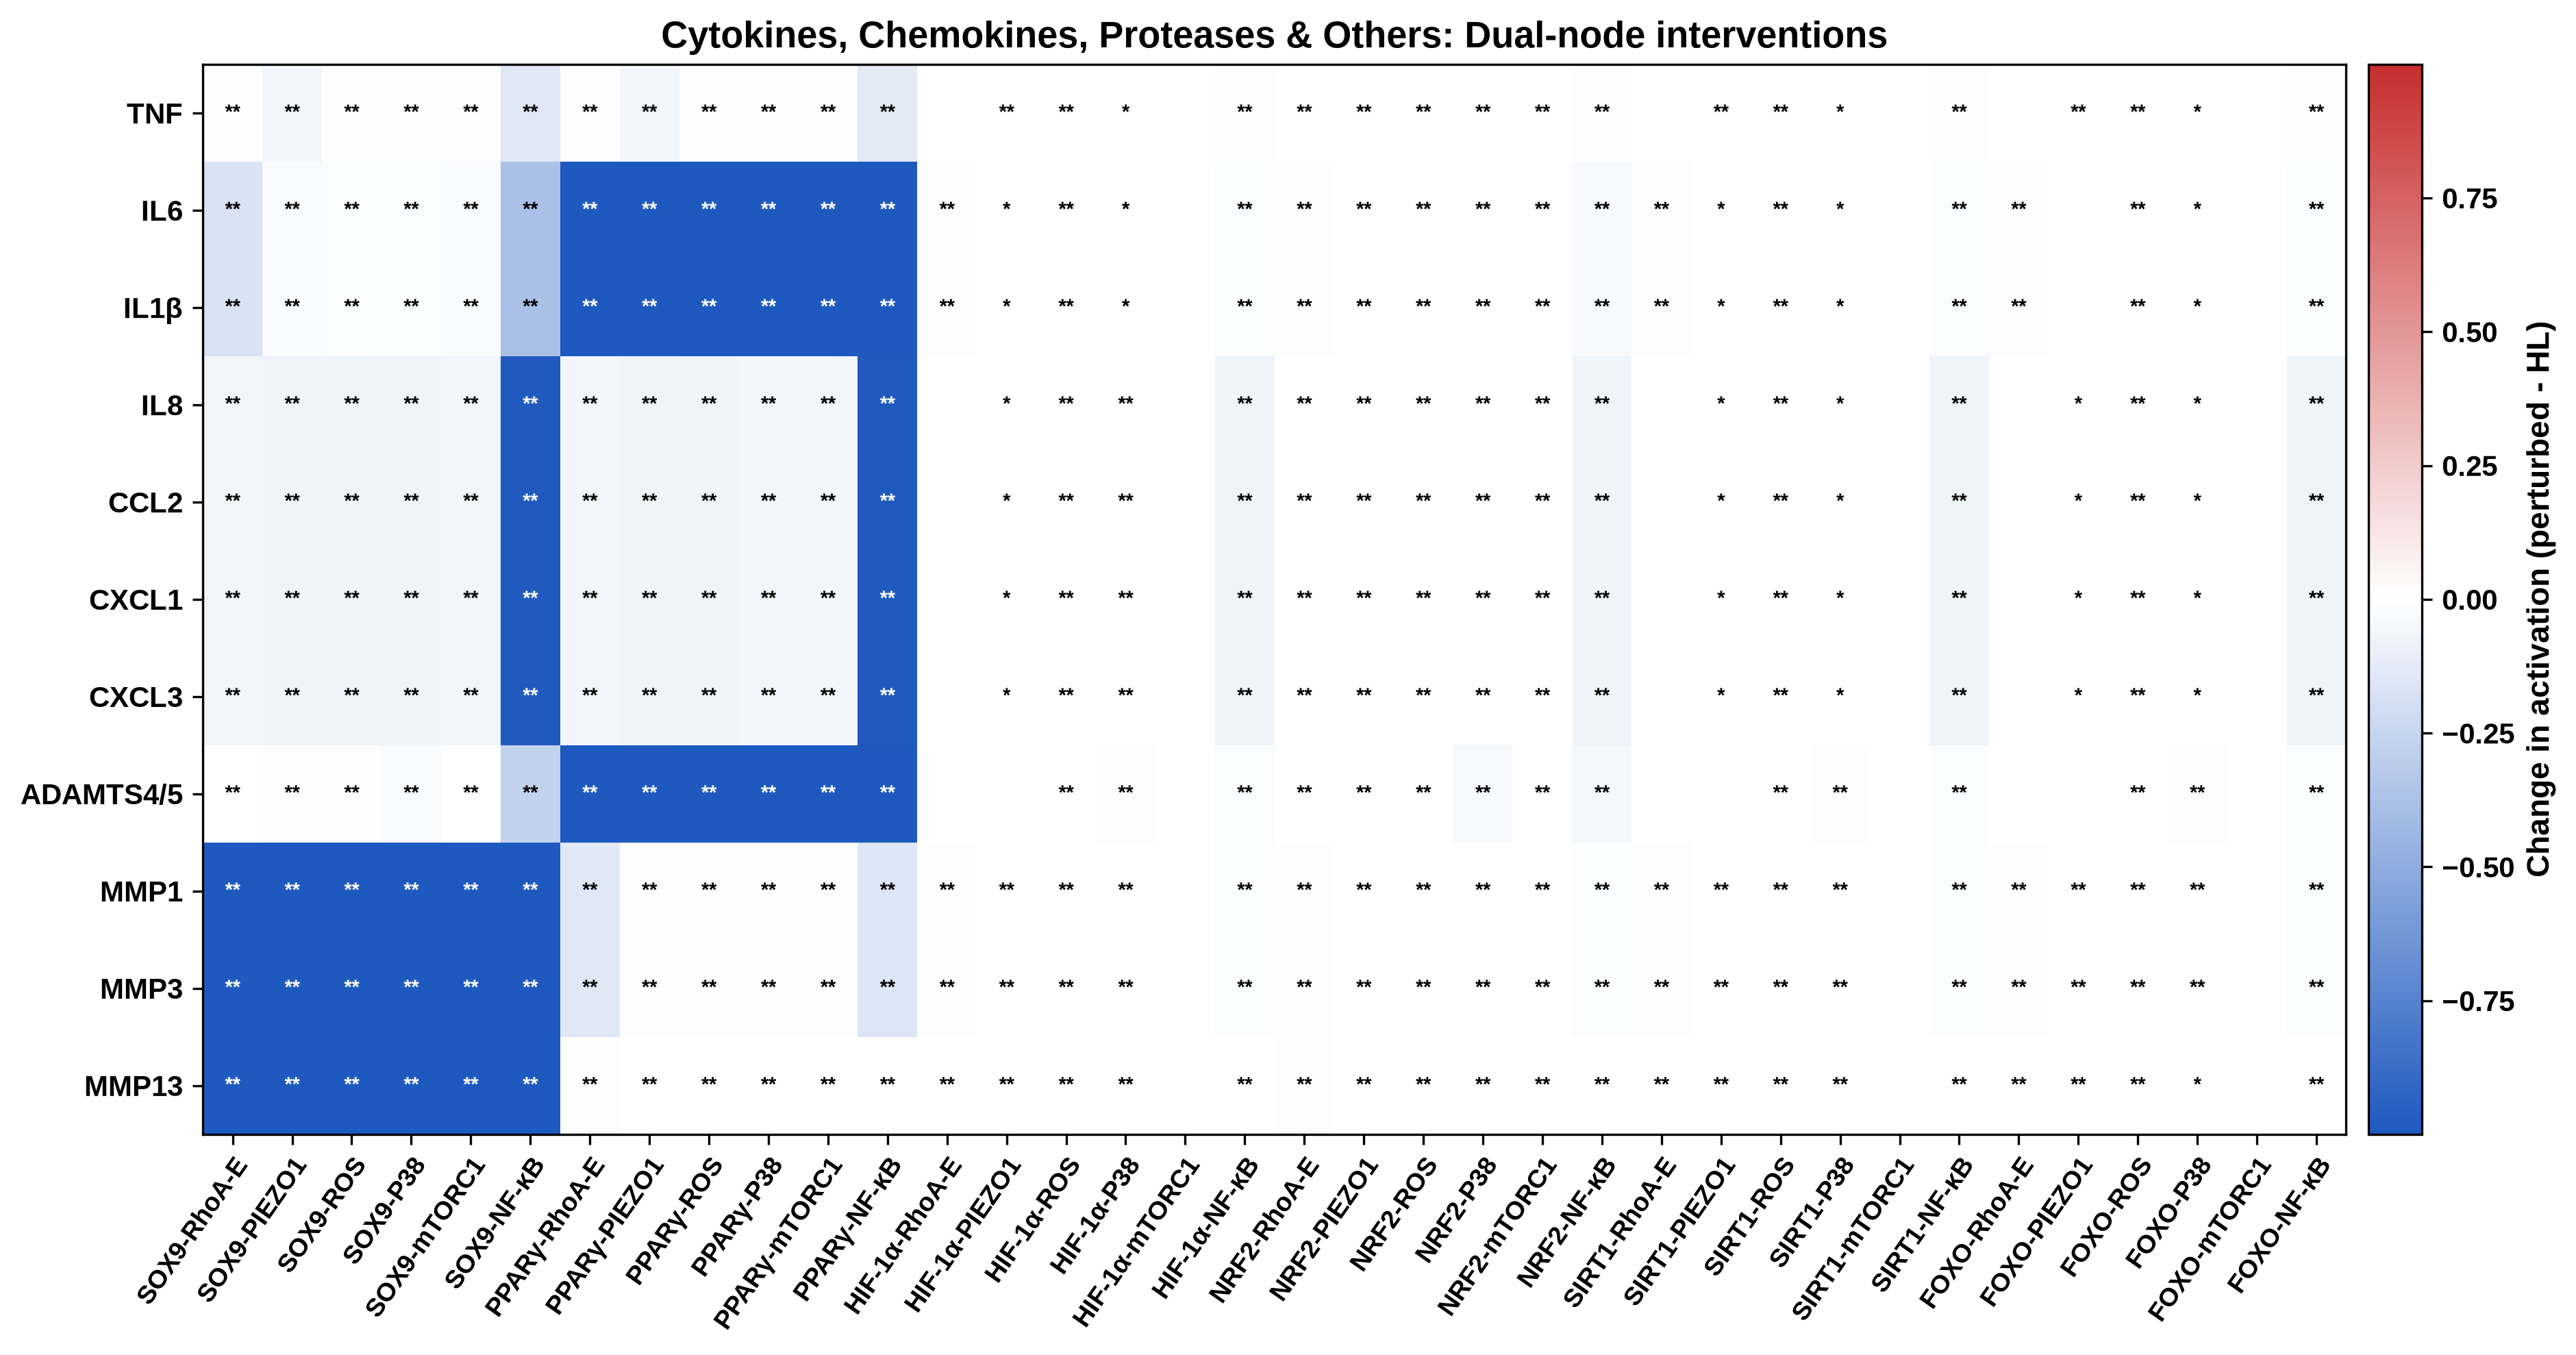 Cytokines, Chemokines, Proteases & Others: Dual-node interventions
TNF ** ** ** ** ** ** ** ** ** ** ** ** ** ** * ** ** ** ** ** ** ** ** ** * ** ** ** * **
IL6 ** ** ** ** ** ** ** ** ** ** ** ** ** * ** * ** ** ** ** ** ** ** ** * ** * ** ** ** * **
IL1β ** ** ** ** ** ** ** ** ** ** ** ** ** * ** * ** ** ** ** ** ** ** ** * ** * ** ** ** * **
IL8 ** ** ** ** ** ** ** ** ** ** ** ** * ** ** ** ** ** ** ** ** ** * ** * ** * ** * **
CCL2 ** ** ** ** ** ** ** ** ** ** ** ** * ** ** ** ** ** ** ** ** ** * ** * ** * ** * **
CXCL1 ** ** ** ** ** ** ** ** ** ** ** ** * ** ** ** ** ** ** ** ** ** * ** * ** * ** * **
CXCL3 ** ** ** ** ** ** ** ** ** ** ** ** * ** ** ** ** ** ** ** ** ** * ** * ** * ** * **
ADAMTS4/5 ** ** ** ** ** ** ** ** ** ** ** ** ** ** ** ** ** ** ** ** ** ** ** ** ** ** **
MMP1 ** ** ** ** ** ** ** ** ** ** ** ** ** ** ** ** ** ** ** ** ** ** ** ** ** ** ** ** ** ** ** ** **
MMP3 ** ** ** ** ** ** ** ** ** ** ** ** ** ** ** ** ** ** ** ** ** ** ** ** ** ** ** ** ** ** ** ** **
MMP13 ** ** ** ** ** ** ** ** ** ** ** ** ** ** ** ** ** ** ** ** ** ** ** ** ** ** ** ** ** ** ** * **
SOX9-RhoA-E
SOX9-PIEZO1
SOX9-ROS
SOX9-P38
SOX9-mTORC1
SOX9-NF-κB
PPARγ-RhoA-E
PPARγ-PIEZO1
PPARγ-ROS
PPARγ-P38
PPARγ-mTORC1
PPARγ-NF-κB
HIF-1α-RhoA-E
HIF-1α-PIEZO1
HIF-1α-ROS
HIF-1α-P38
HIF-1α-mTORC1
HIF-1α-NF-κB
NRF2-RhoA-E
NRF2-PIEZO1
NRF2-ROS
NRF2-P38
NRF2-mTORC1
NRF2-NF-κB
SIRT1-RhoA-E
SIRT1-PIEZO1
SIRT1-ROS
SIRT1-P38
SIRT1-mTORC1
SIRT1-NF-κB
FOXO-RhoA-E
FOXO-PIEZO1
FOXO-ROS
FOXO-P38
FOXO-mTORC1
FOXO-NF-κB
0.75
0.50
0.25
0.00
−0.25
−0.50
−0.75
Change in activation (perturbed - HL)